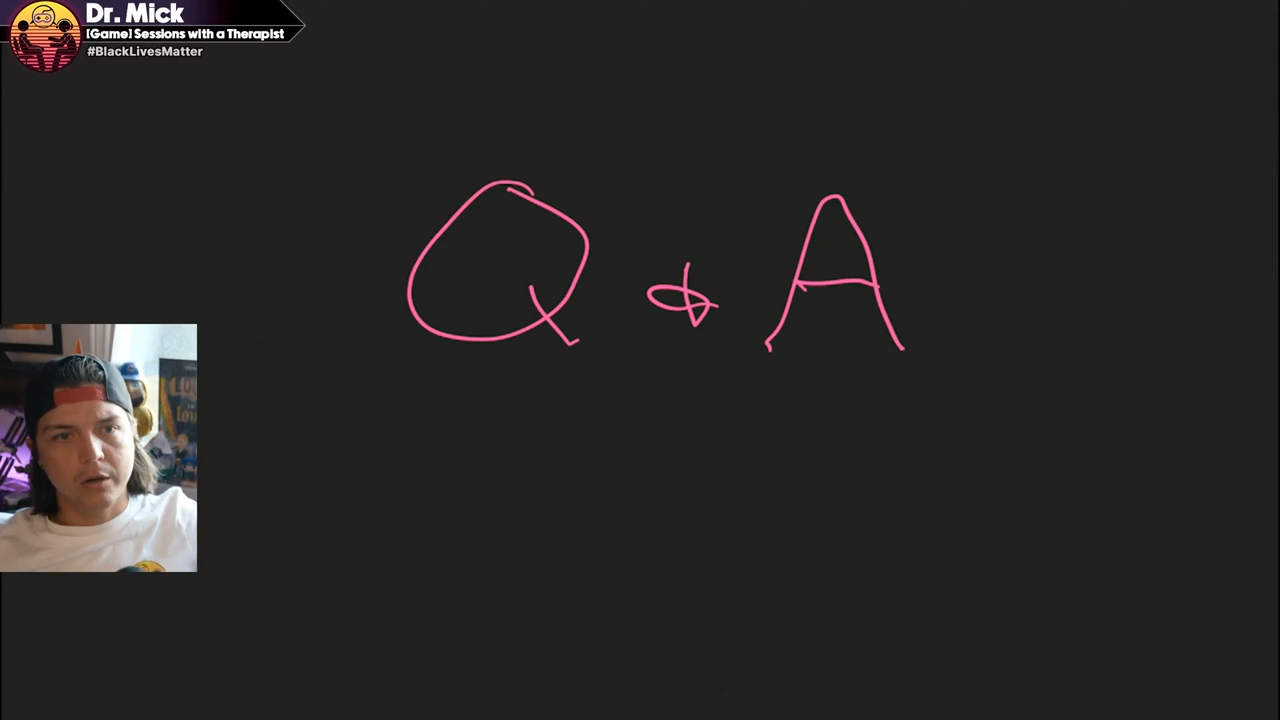 Dr. Mick
[Game] Sessions with a Therapist
#BlackLivesMatter
Q & A